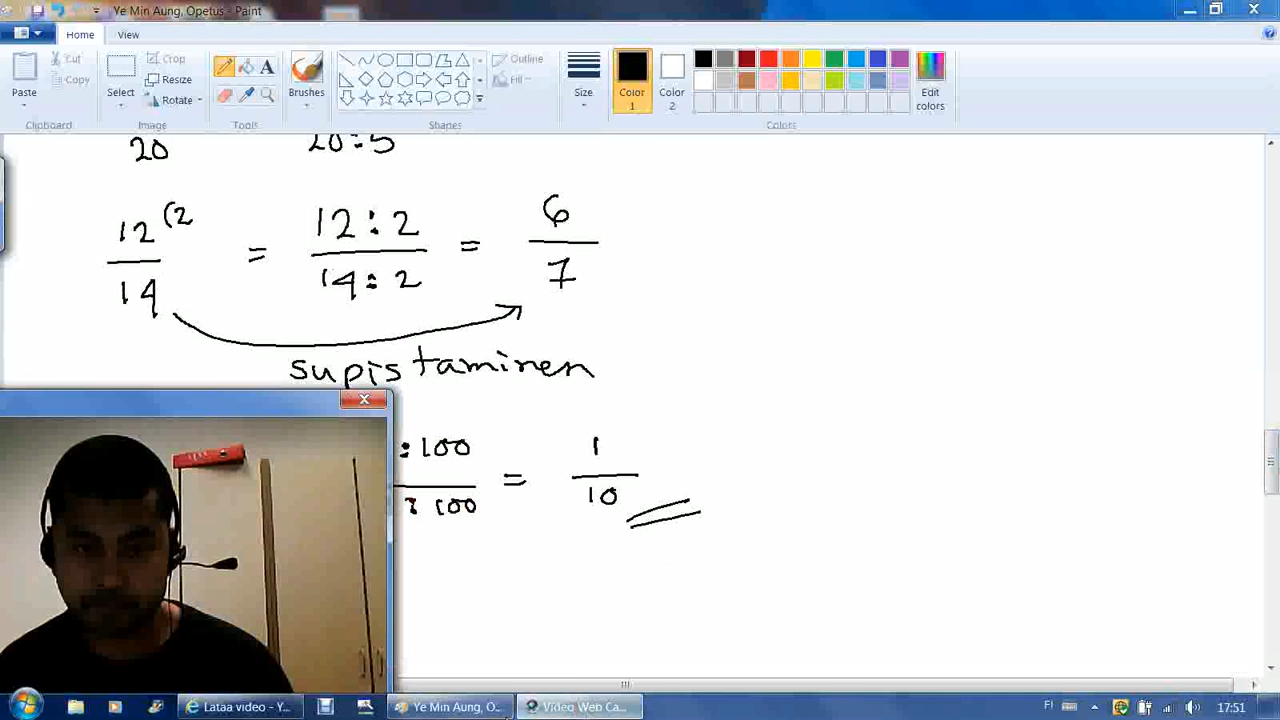 Ye Min Aung, Opetus - Paint
Home View
Paste
Cut
Copy
Clipboard
Select
Crop
Resize
Rotate
Image
A
Tools
Brushes
Shapes
Outline
Fill
Size
Color 1
Color 2
Edit colors
Colors
20 20:5
12 (2 = 12:2 = 6
14 14:2 7
supistaminen
:100 = 1
:100 10
Lataa video - Y... Ye Min Aung, O... Video Web Ca... FI 17:51